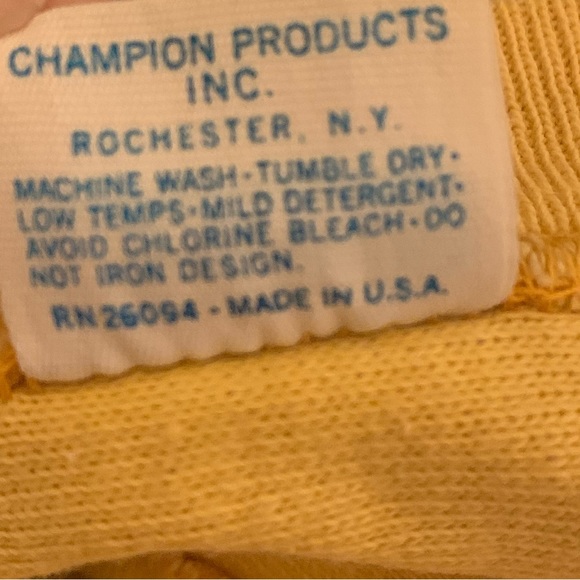 CHAMPION PRODUCTS
INC.
ROCHESTER, N.Y.
MACHINE WASH-TUMBLE DRY-
LOW TEMPS-MILD DETERGENT-
AVOID CHLORINE BLEACH-DO
NOT IRON DESIGN.
RN26094 - MADE IN U.S.A.